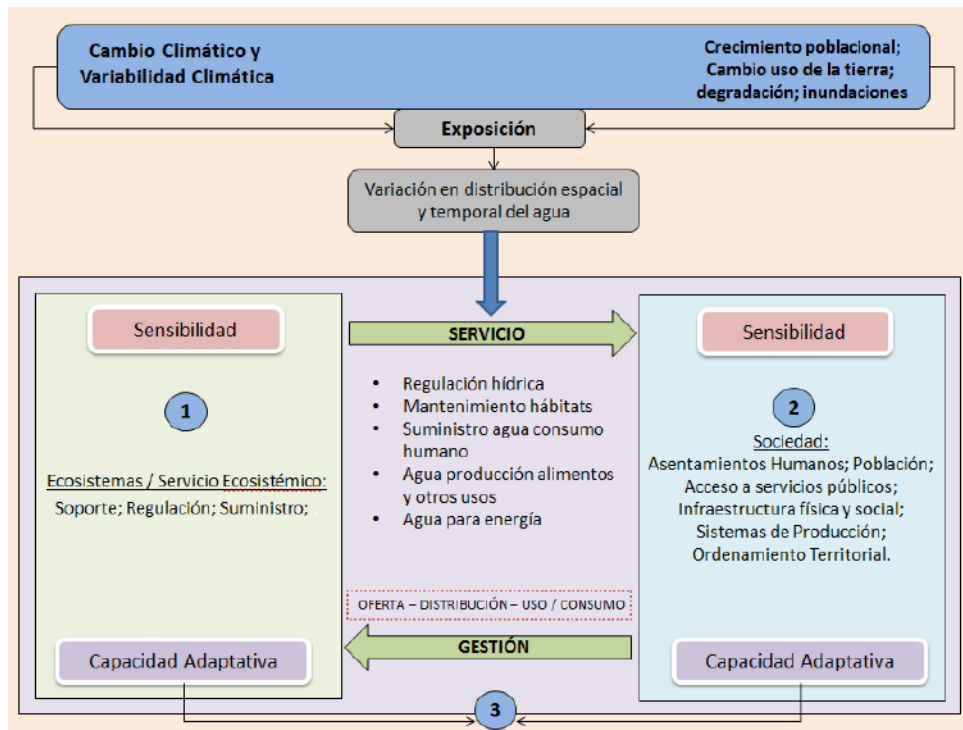 Cambio Climático y
Variabilidad Climática
Crecimiento poblacional;
Cambio uso de la tierra;
degradación; inundaciones
Exposición
Variación en distribución espacial
y temporal del agua
Sensibilidad
1
Ecosistemas / Servicio Ecosistémico:
Soporte; Regulación; Suministro;
Capacidad Adaptativa
SERVICIO
• Regulación hídrica
• Mantenimiento hábitats
• Suministro agua consumo
humano
• Agua producción alimentos
y otros usos
• Agua para energía
OFERTA – DISTRIBUCIÓN – USO / CONSUMO
GESTIÓN
Sensibilidad
2
Sociedad:
Asentamientos Humanos; Población;
Acceso a servicios públicos;
Infraestructura física y social;
Sistemas de Producción;
Ordenamiento Territorial.
Capacidad Adaptativa
3